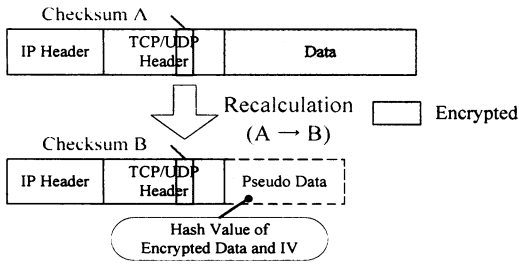 Checksum A
IP Header
TCP/UDP
Header
Data
Recalculation
(A → B)
Encrypted
Checksum B
IP Header
TCP/UDP
Header
Pseudo Data
Hash Value of
Encrypted Data and IV